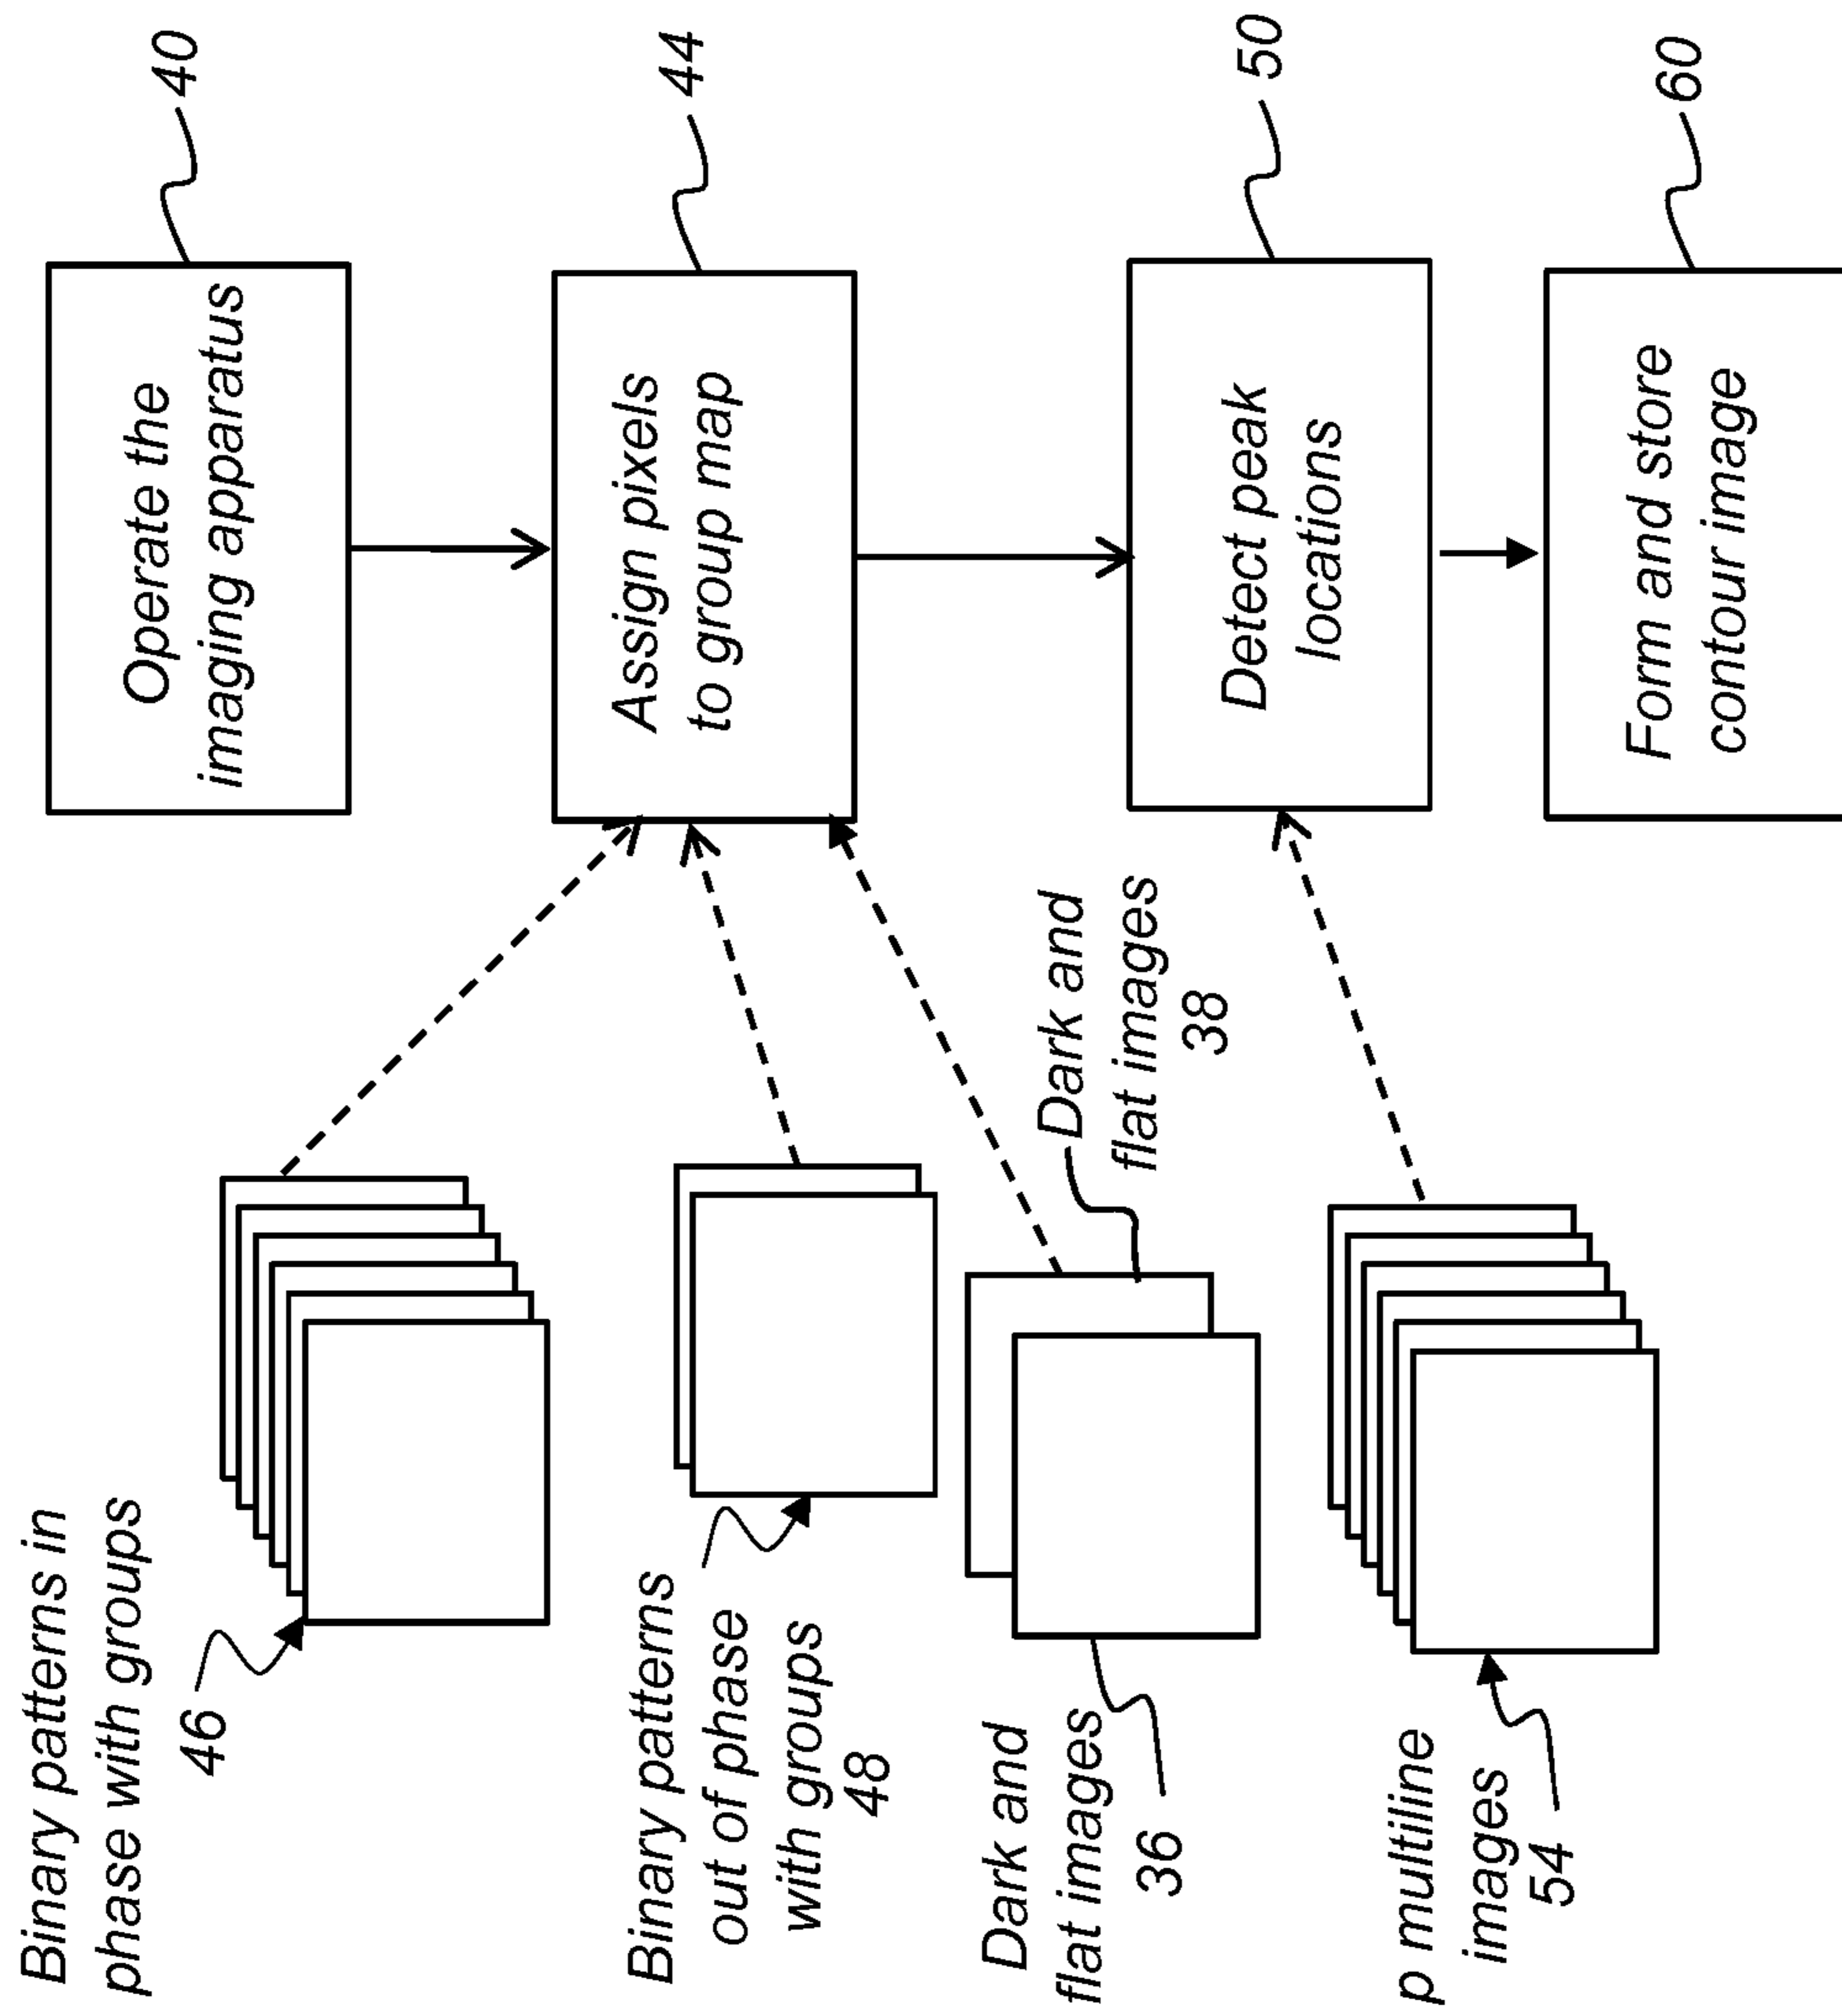 Operate the
imaging apparatus
40
Binary patterns in
phase with groups
46
Assign pixels
to group map
44
Binary patterns
out of phase
with groups
48
Dark and
flat images
36
Dark and
flat images
38
Detect peak
locations
50
p multiline
images
54
Form and store
contour image
60